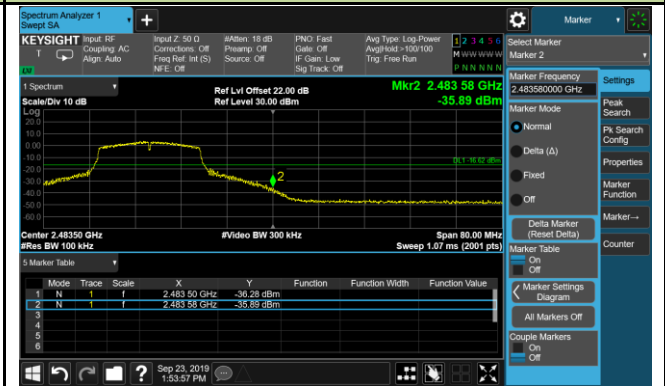 Spectrum Analyzer 1
Swept SA
Marker
KEYSIGHT
Input: RF
Coupling: AC
Align: Auto
Input Z: 50 Ω
Corrections: Off
Freq Ref: Int (S)
NFE: Off
#Atten: 18 dB
Preamp: Off
Source: Off
PNO: Fast
Gate: Off
IF Gain: Low
Sig Track: Off
Avg Type: Log-Power
Avg|Hold:>100/100
Trig: Free Run
1 2 3 4 5 6
M W W W W W
P N N N N N
T
LU
Select Marker
Marker 2
1 Spectrum
Scale/Div 10 dB
Ref Lvl Offset 22.00 dB
Ref Level 30.00 dBm
Mkr2 2.483 58 GHz
-35.89 dBm
Log
20.0
10.0
0.00
-10.0
-20.0
-30.0
-40.0
-50.0
-60.0
DL1 -16.62 dBm
2
Center 2.48350 GHz
#Res BW 100 kHz
#Video BW 300 kHz
Span 80.00 MHz
Sweep 1.07 ms (2001 pts)
5 Marker Table
Mode Trace Scale X Y Function Function Width Function Value
1 N 1 f 2.483 50 GHz -36.28 dBm
2 N 1 f 2.483 58 GHz -35.89 dBm
3
4
5
6
Marker Frequency
2.483580000 GHz
Marker Mode
Normal
Delta (Δ)
Fixed
Off
Delta Marker
(Reset Delta)
Marker Table
On
Off
Marker Settings
Diagram
All Markers Off
Couple Markers
On
Off
Settings
Peak
Search
Pk Search
Config
Properties
Marker
Function
Marker→
Counter
?
Sep 23, 2019
1:53:57 PM